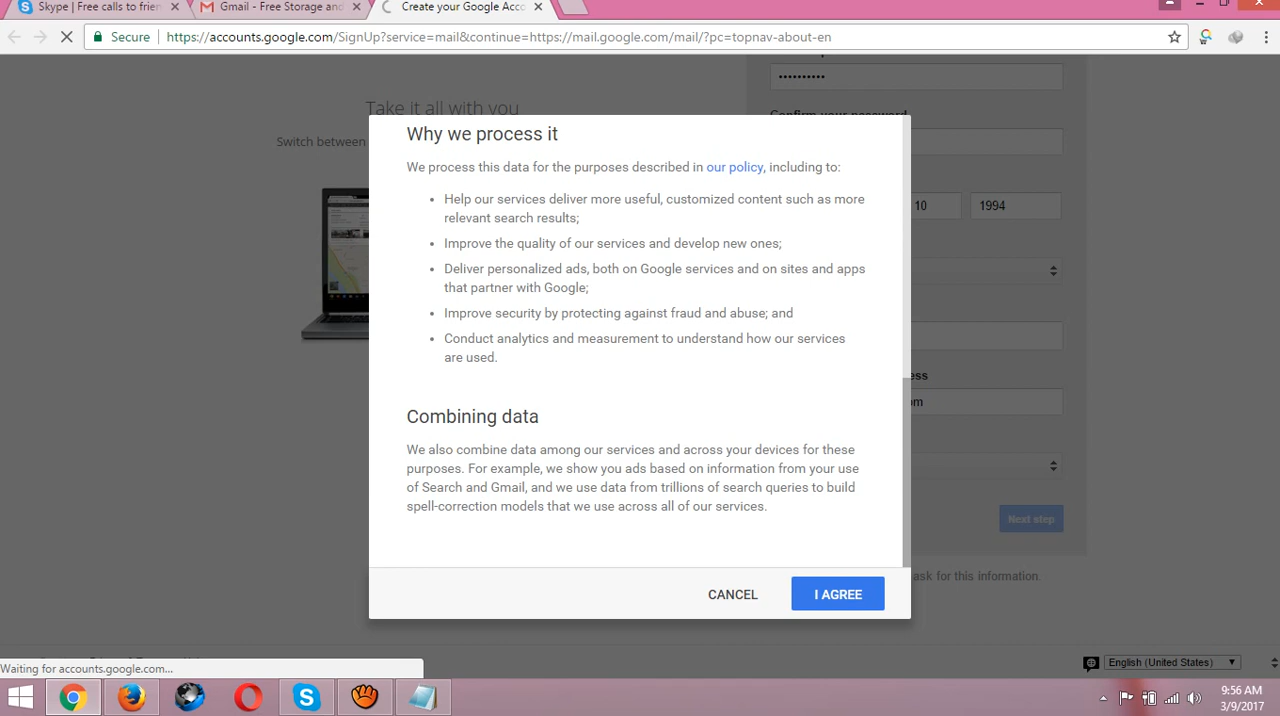 Skype | Free calls to frien
Gmail - Free Storage and
Create your Google Acco
Secure
https://accounts.google.com/SignUp?service=mail&continue=https://mail.google.com/mail/?pc=topnav-about-en
••••••••••
Take it all with you
Confirm your password
Switch between
10
1994
Why we process it
We process this data for the purposes described in our policy, including to:
• Help our services deliver more useful, customized content such as more
relevant search results;
• Improve the quality of our services and develop new ones;
• Deliver personalized ads, both on Google services and on sites and apps
that partner with Google;
• Improve security by protecting against fraud and abuse; and
• Conduct analytics and measurement to understand how our services
are used.
ess
om
Combining data
We also combine data among our services and across your devices for these
purposes. For example, we show you ads based on information from your use
of Search and Gmail, and we use data from trillions of search queries to build
spell-correction models that we use across all of our services.
Next step
ask for this information.
CANCEL
I AGREE
Waiting for accounts.google.com...
English (United States)
9:56 AM
3/9/2017